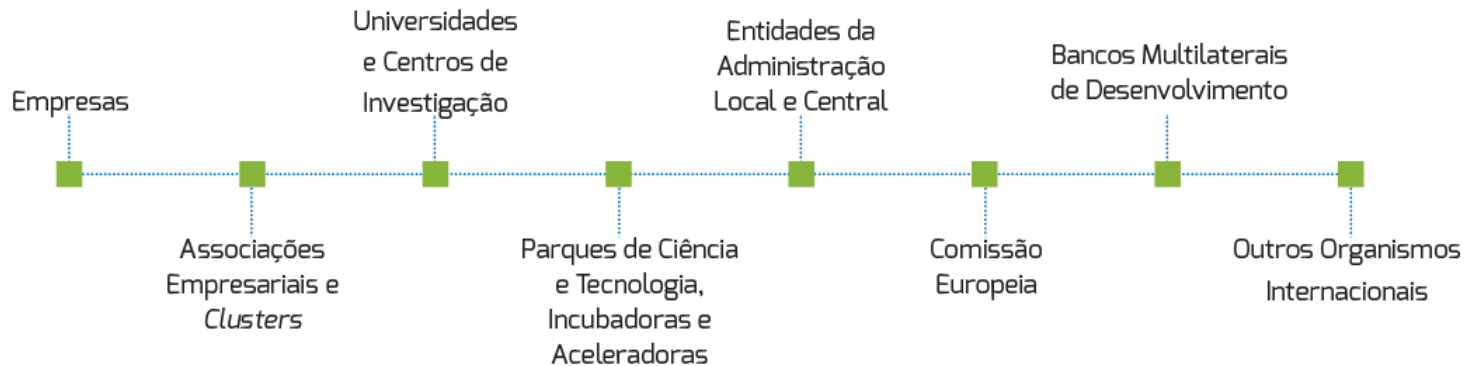 Empresas
Associações
Empresariais e
Clusters
Universidades
e Centros de
Investigação
Parques de Ciência
e Tecnologia,
Incubadoras e
Aceleradoras
Entidades da
Administração
Local e Central
Comissão
Europeia
Bancos Multilaterais
de Desenvolvimento
Outros Organismos
Internacionais